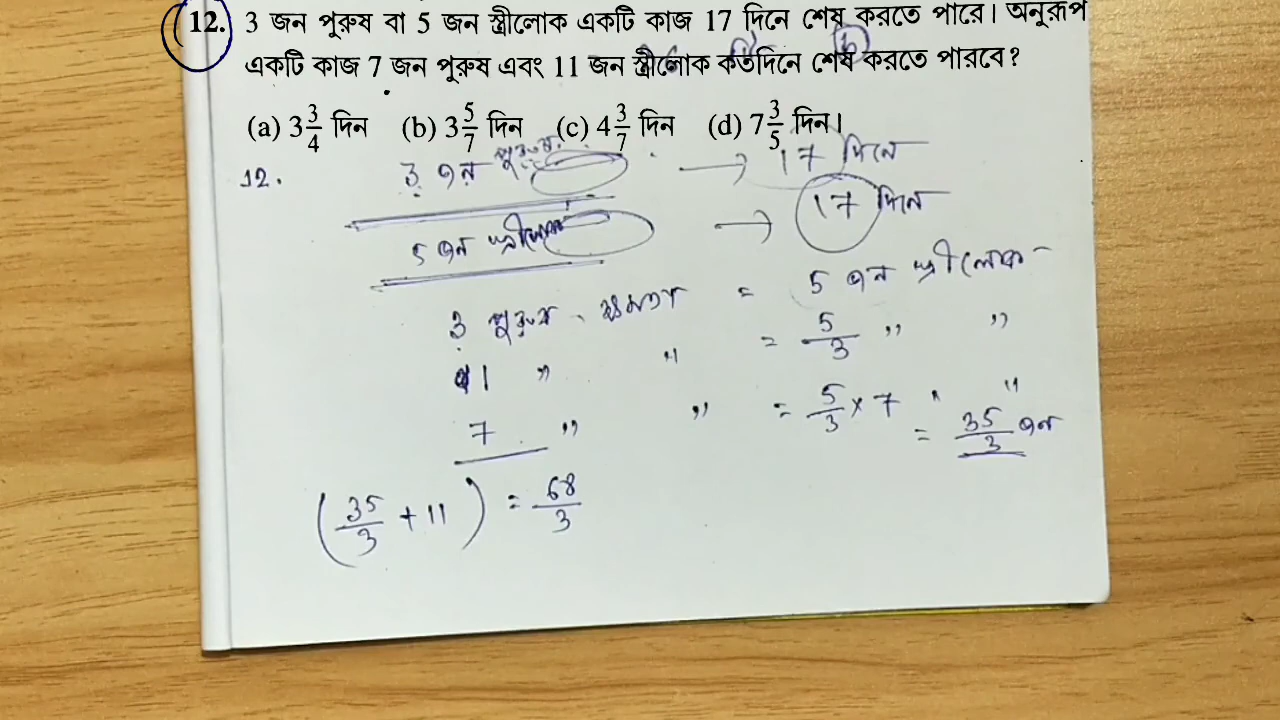 12. 3 জন পুরুষ বা 5 জন স্ত্রীলোক একটি কাজ 17 দিনে শেষ করতে পারে। অনুরূপ
একটি কাজ 7 জন পুরুষ এবং 11 জন স্ত্রীলোক কতদিনে শেষ করতে পারবে?
(a) 3 3/4 দিন (b) 3 5/7 দিন (c) 4 3/7 দিন (d) 7 3/5 দিন।
12. 3 জন পুরুষ → 17 দিনে
5 জন স্ত্রীলোক → 17 দিনে
3 পুরুষ ক্ষমতা = 5 জন স্ত্রীলোক
1 " " = 5/3 " "
7 " " = 5/3 × 7 " " = 35/3 জন
(35/3 + 11) = 68/3